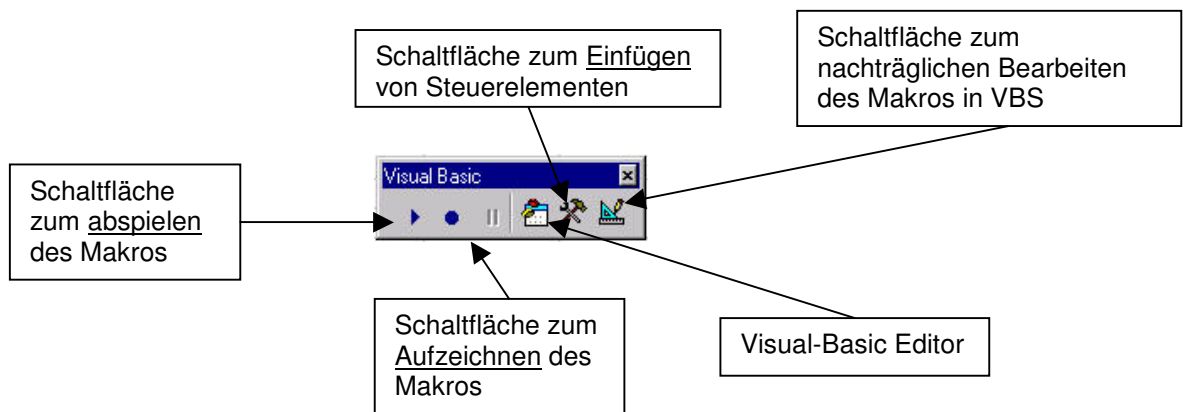 Schaltfläche zum Einfügen
von Steuerelementen
Schaltfläche zum
nachträglichen Bearbeiten
des Makros in VBS
Schaltfläche
zum abspielen
des Makros
Visual Basic
Schaltfläche zum
Aufzeichnen des
Makros
Visual-Basic Editor